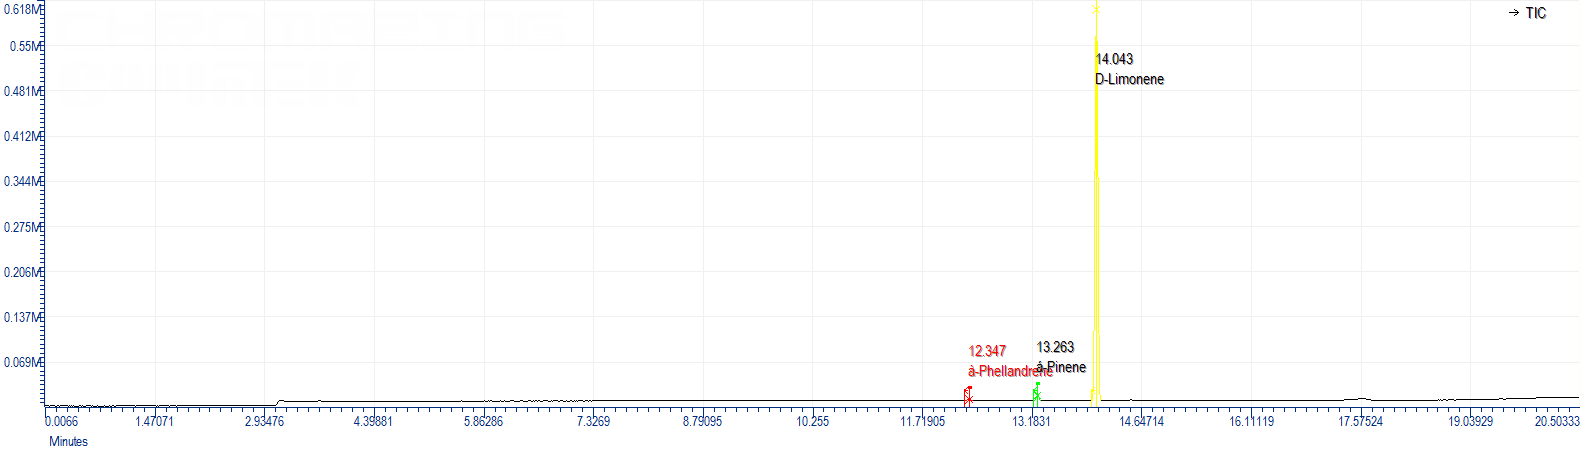 0.618M
TIC
0.55M
14.043
D-Limonene
0.481M
0.412M
0.344M
0.275M
0.206M
0.137M
0.069M
12.347
à-Phellandrene
13.263
â-Pinene
0.0066 1.47071 2.93476 4.39881 5.86286 7.3269 8.79095 10.255 11.71905 13.1831 14.64714 16.11119 17.57524 19.03929 20.50333
Minutes